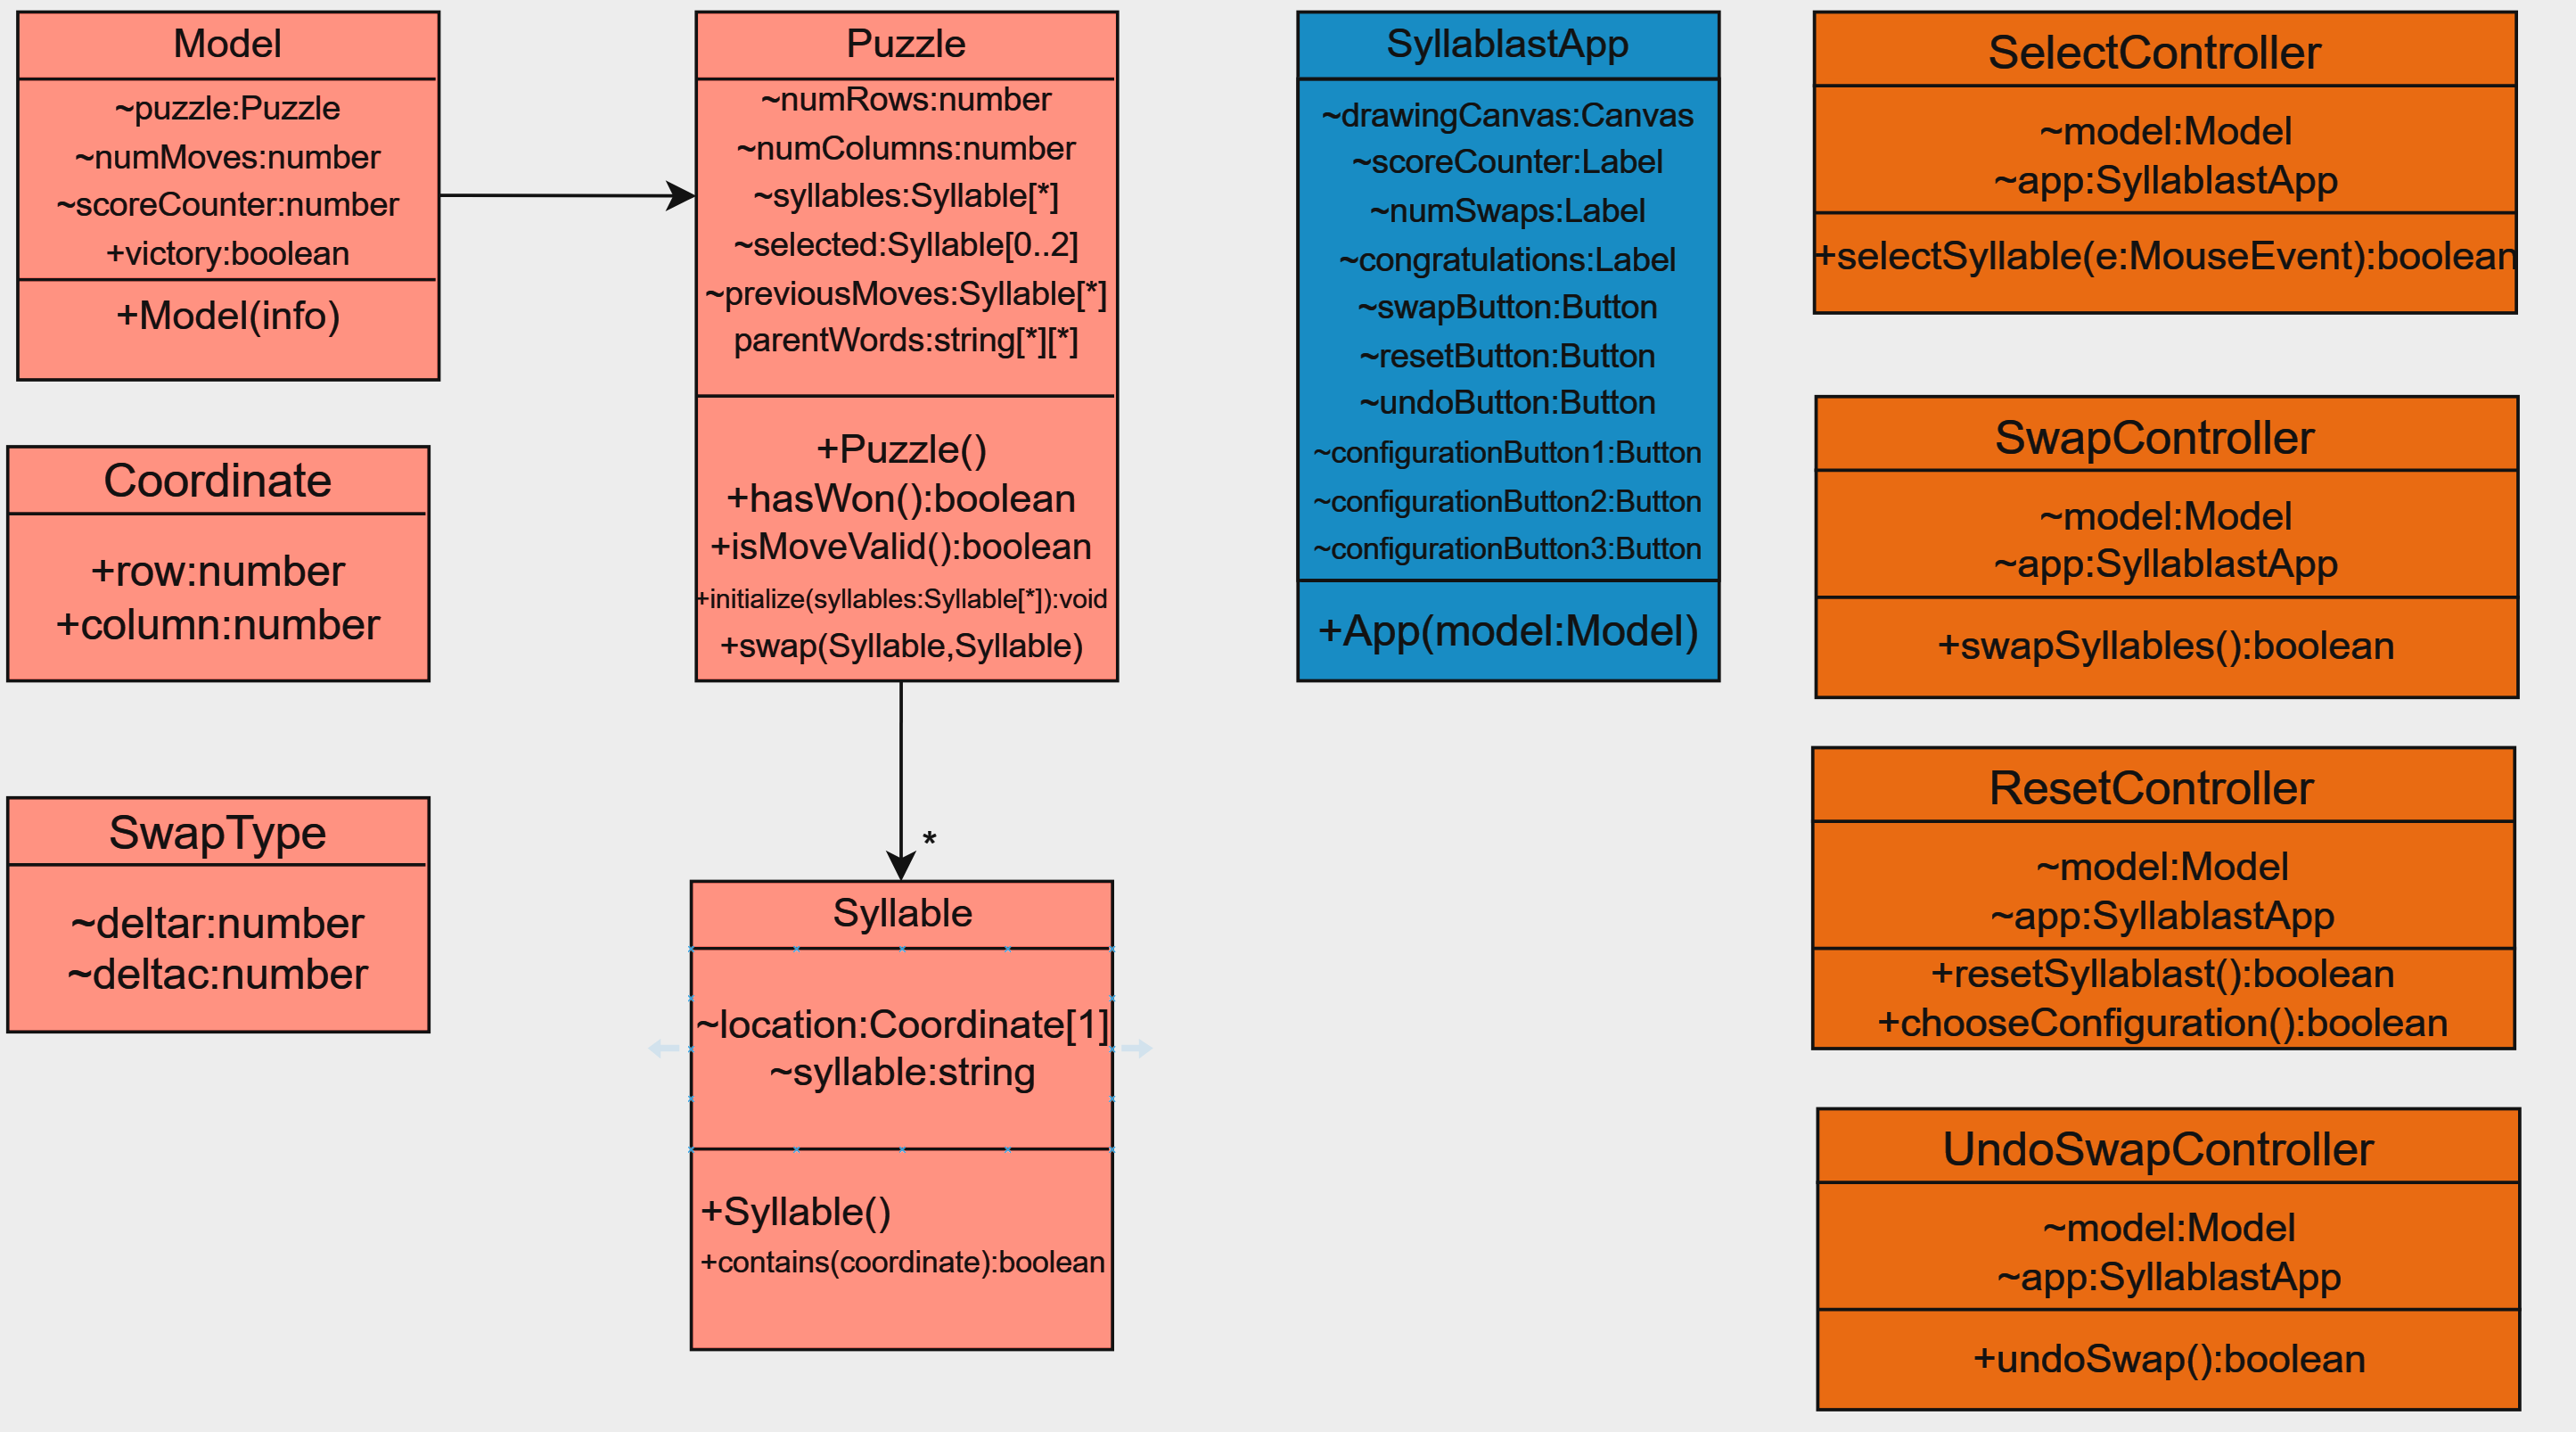 Model
~puzzle:Puzzle
~numMoves:number
~scoreCounter:number
+victory:boolean
+Model(info)
Coordinate
+row:number
+column:number
SwapType
~deltar:number
~deltac:number
Puzzle
~numRows:number
~numColumns:number
~syllables:Syllable[*]
~selected:Syllable[0..2]
~previousMoves:Syllable[*]
parentWords:string[*][*]
+Puzzle()
+hasWon():boolean
+isMoveValid():boolean
+initialize(syllables:Syllable[*]):void
+swap(Syllable,Syllable)
*
Syllable
~location:Coordinate[1]
~syllable:string
+Syllable()
+contains(coordinate):boolean
SyllablastApp
~drawingCanvas:Canvas
~scoreCounter:Label
~numSwaps:Label
~congratulations:Label
~swapButton:Button
~resetButton:Button
~undoButton:Button
~configurationButton1:Button
~configurationButton2:Button
~configurationButton3:Button
+App(model:Model)
SelectController
~model:Model
~app:SyllablastApp
+selectSyllable(e:MouseEvent):boolean
SwapController
~model:Model
~app:SyllablastApp
+swapSyllables():boolean
ResetController
~model:Model
~app:SyllablastApp
+resetSyllablast():boolean
+chooseConfiguration():boolean
UndoSwapController
~model:Model
~app:SyllablastApp
+undoSwap():boolean